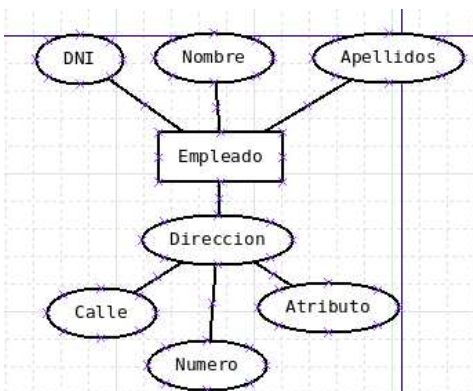 DNI
Nombre
Apellidos
Empleado
Direccion
Calle
Atributo
Numero